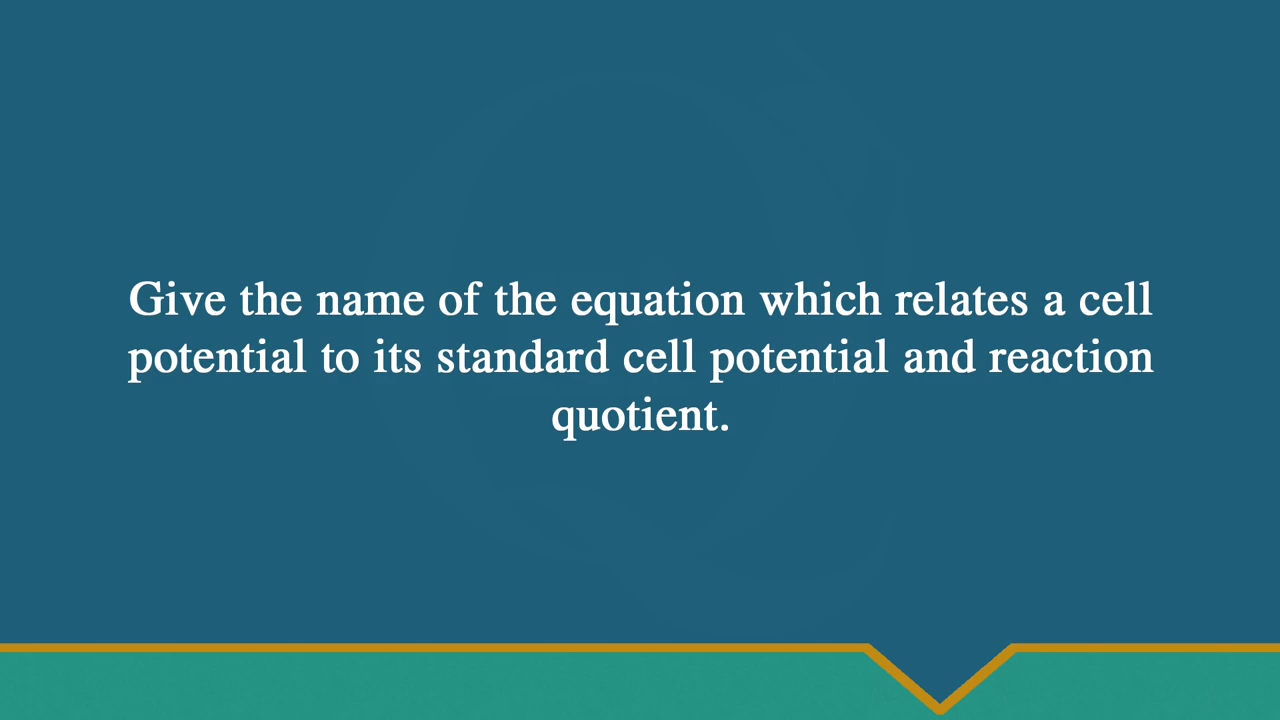 Give the name of the equation which relates a cell
potential to its standard cell potential and reaction
quotient.